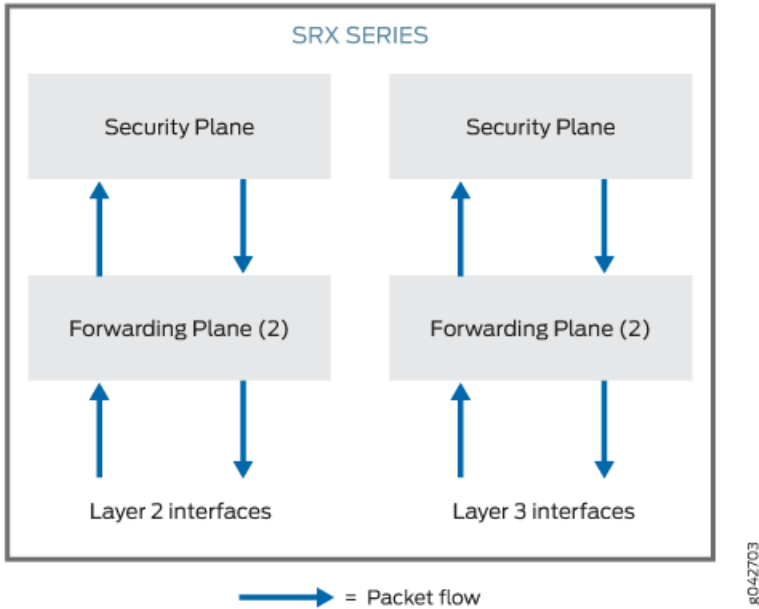 SRX SERIES
Security Plane
Security Plane
Forwarding Plane (2)
Forwarding Plane (2)
Layer 2 interfaces
Layer 3 interfaces
= Packet flow
g042703